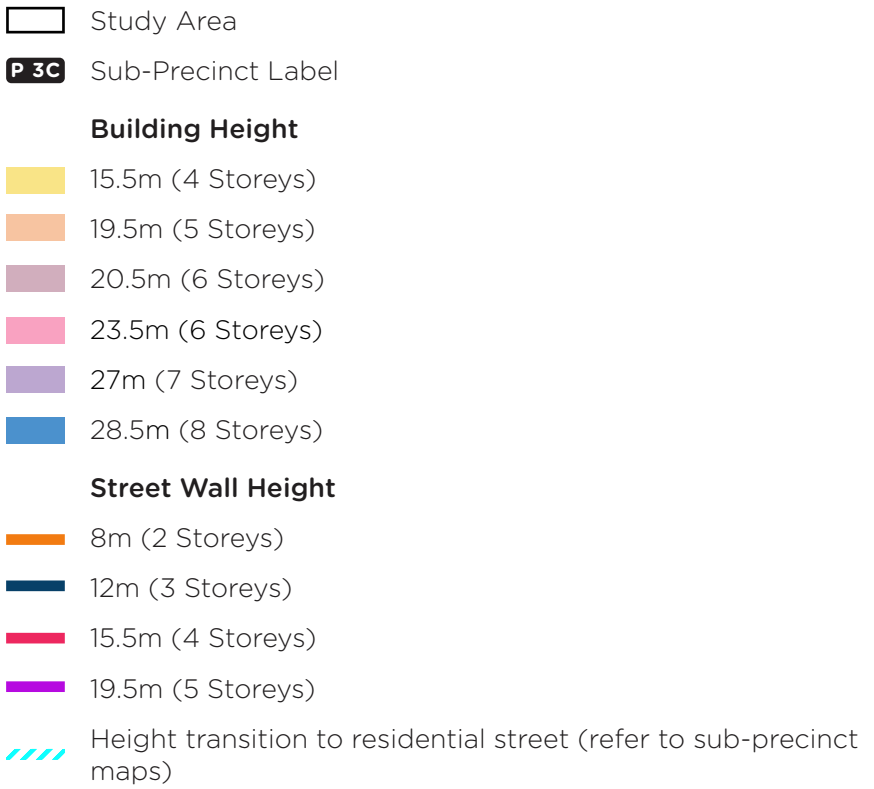 Study Area
P 3C Sub-Precinct Label
Building Height
15.5m (4 Storeys)
19.5m (5 Storeys)
20.5m (6 Storeys)
23.5m (6 Storeys)
27m (7 Storeys)
28.5m (8 Storeys)
Street Wall Height
8m (2 Storeys)
12m (3 Storeys)
15.5m (4 Storeys)
19.5m (5 Storeys)
Height transition to residential street (refer to sub-precinct
maps)